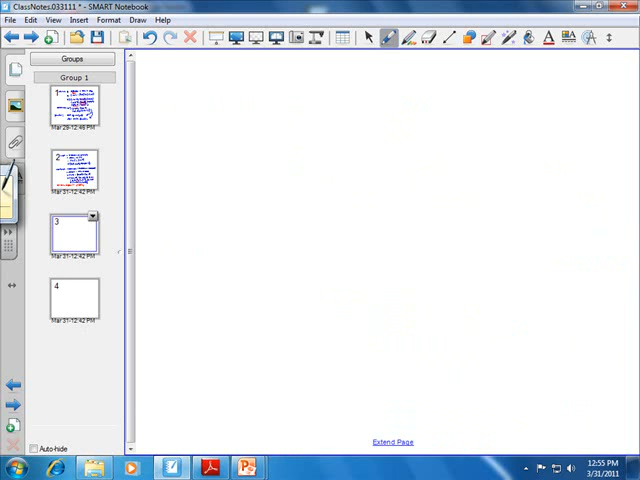 ClassNotes.033111 * - SMART Notebook
File Edit View Insert Format Draw Help
Groups
Group 1
1
Mar 29-12:46 PM
2
Mar 31-12:42 PM
3
Mar 31-12:42 PM
4
Mar 31-12:42 PM
Extend Page
Auto-hide
12:55 PM
3/31/2011